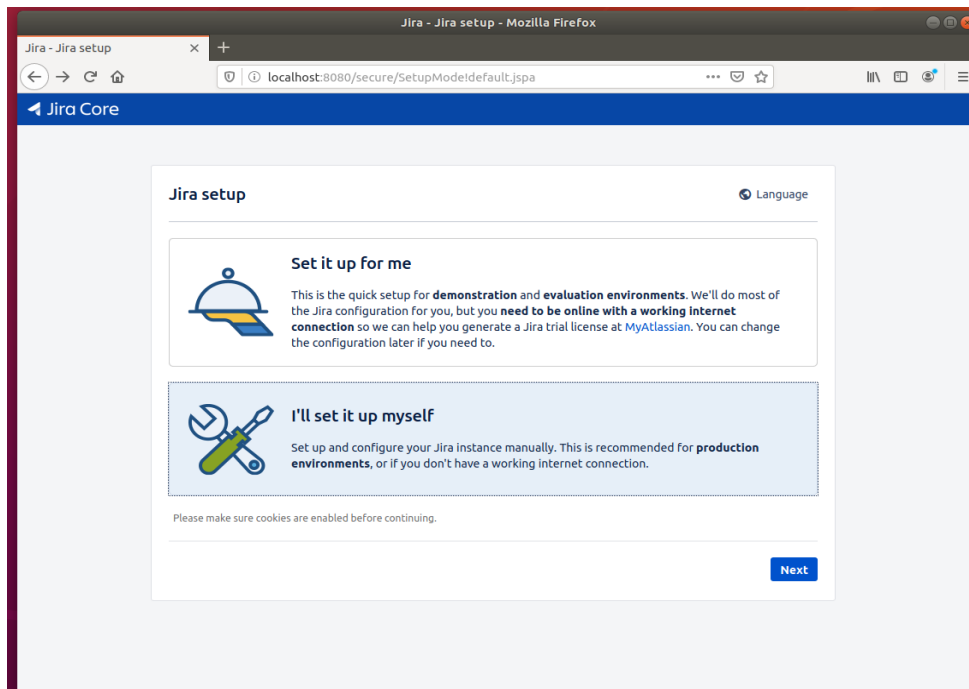 Jira - Jira setup - Mozilla Firefox
Jira - Jira setup
localhost:8080/secure/SetupMode!default.jspa
Jira Core
Jira setup
Language
Set it up for me
This is the quick setup for demonstration and evaluation environments. We'll do most of
the Jira configuration for you, but you need to be online with a working internet
connection so we can help you generate a Jira trial license at MyAtlassian. You can change
the configuration later if you need to.
I'll set it up myself
Set up and configure your Jira instance manually. This is recommended for production
environments, or if you don't have a working internet connection.
Please make sure cookies are enabled before continuing.
Next